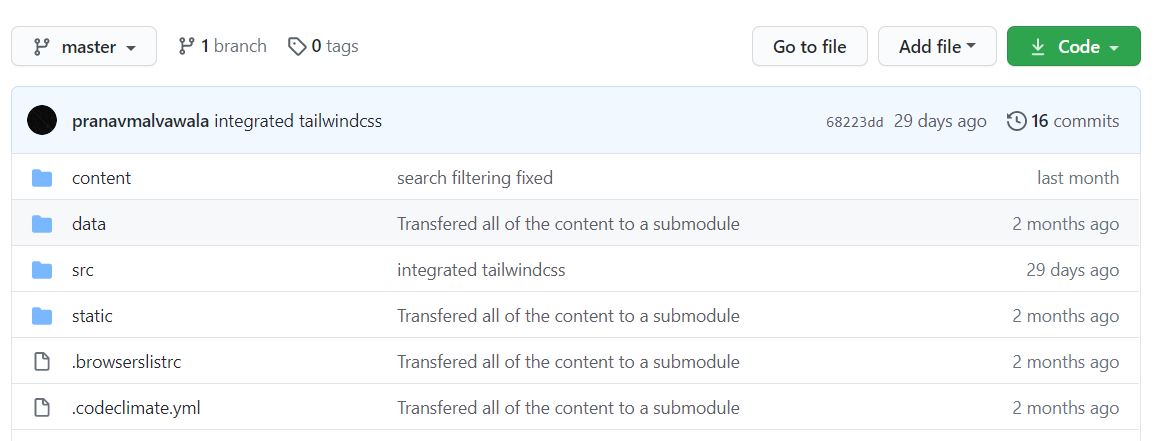 master 1 branch 0 tags Go to file Add file Code
pranavmalvawala integrated tailwindcss 68223dd 29 days ago 16 commits
content search filtering fixed last month
data Transfered all of the content to a submodule 2 months ago
src integrated tailwindcss 29 days ago
static Transfered all of the content to a submodule 2 months ago
.browserslistrc Transfered all of the content to a submodule 2 months ago
.codeclimate.yml Transfered all of the content to a submodule 2 months ago